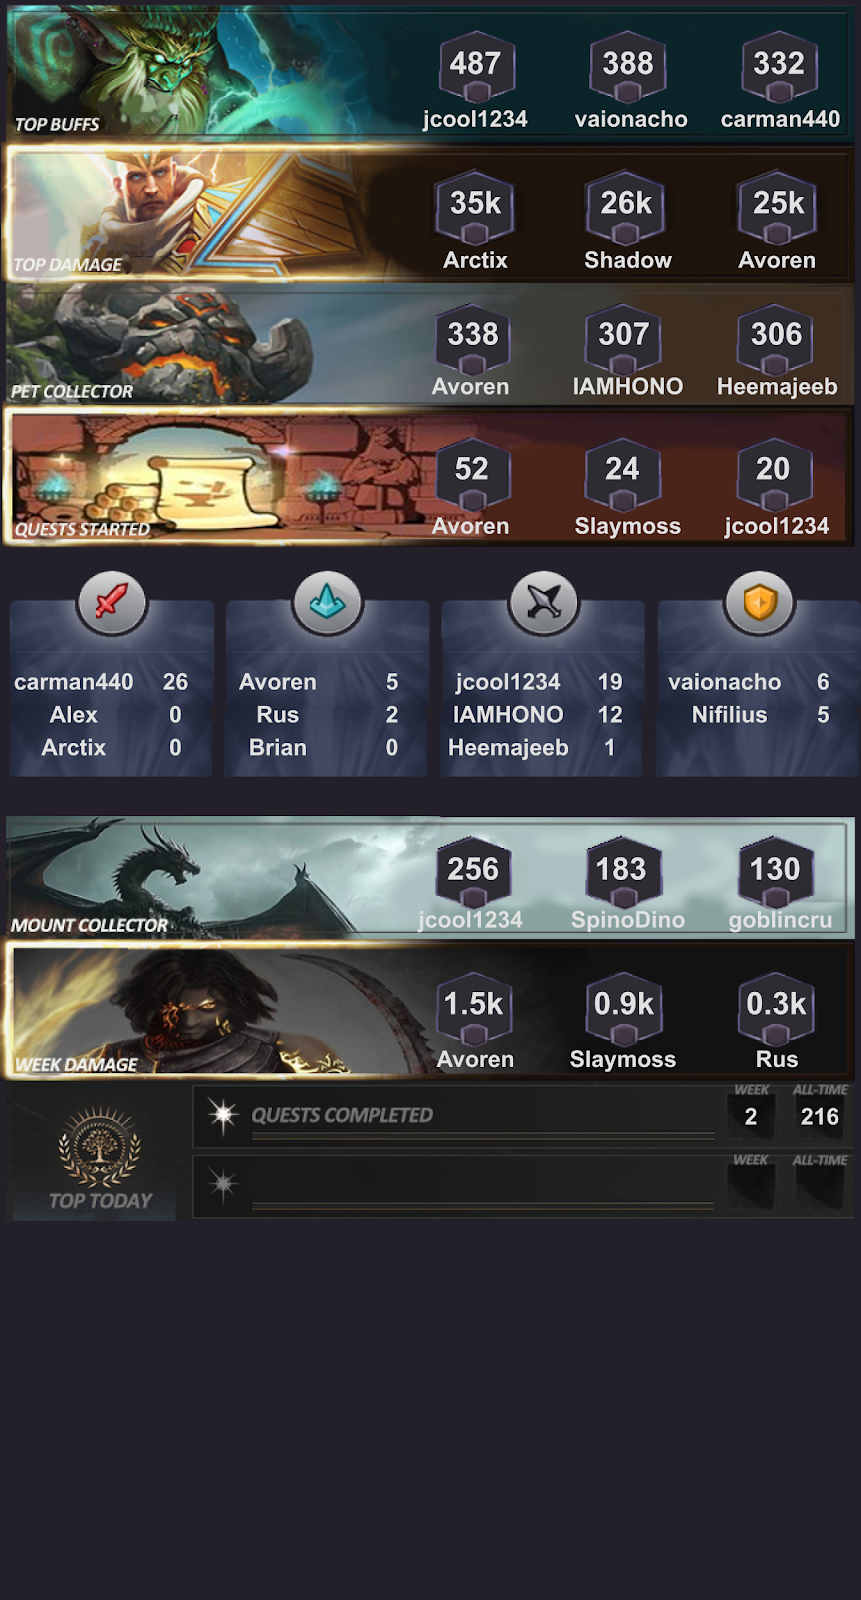 487 388 332
jcool1234 vaionacho carman440
TOP BUFFS
35k 26k 25k
Arctix Shadow Avoren
TOP DAMAGE
338 307 306
Avoren IAMHONO Heemajeeb
PET COLLECTOR
52 24 20
Avoren Slaymoss jcool1234
QUESTS STARTED
carman440 26
Alex 0
Arctix 0
Avoren 5
Rus 2
Brian 0
jcool1234 19
IAMHONO 12
Heemajeeb 1
vaionacho 6
Nifilius 5
256 183 130
jcool1234 SpinoDino goblincru
MOUNT COLLECTOR
1.5k 0.9k 0.3k
Avoren Slaymoss Rus
WEEK DAMAGE
TOP TODAY
WEEK ALL-TIME
QUESTS COMPLETED 2 216
WEEK ALL-TIME